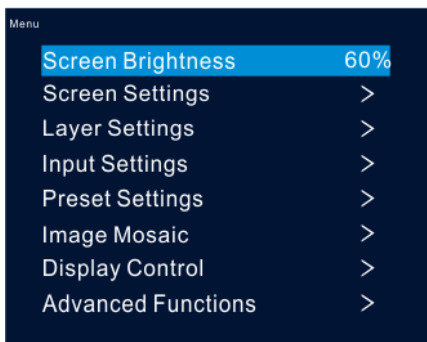 Menu
Screen Brightness 60%
Screen Settings >
Layer Settings >
Input Settings >
Preset Settings >
Image Mosaic >
Display Control >
Advanced Functions >